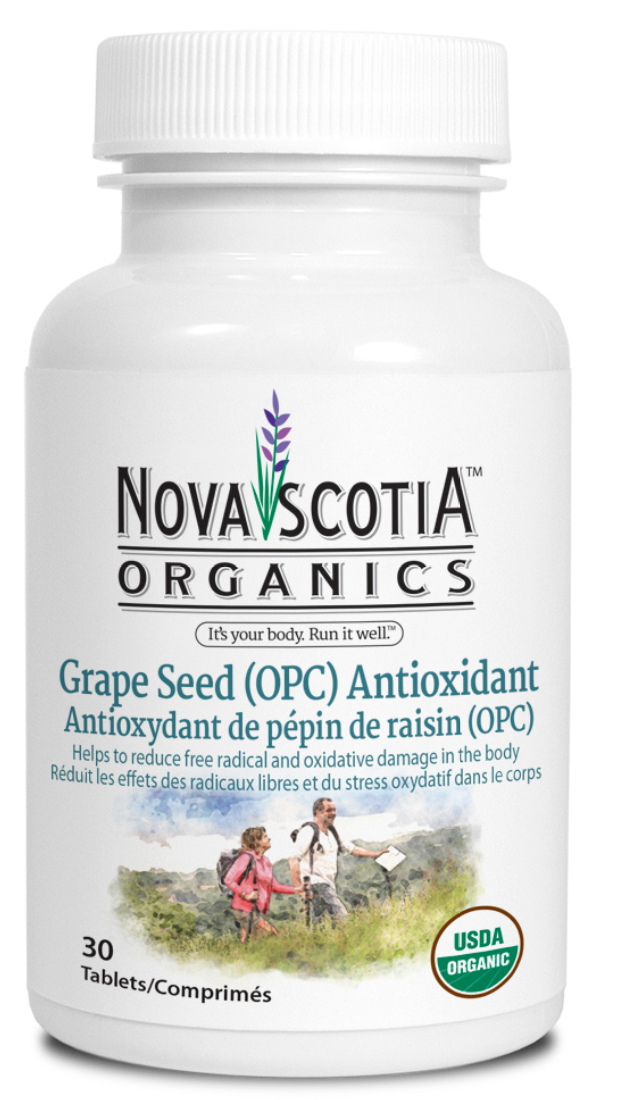 NOVA SCOTIA™
ORGANICS
It's your body. Run it well.™
Grape Seed (OPC) Antioxidant
Antioxydant de pépin de raisin (OPC)
Helps to reduce free radical and oxidative damage in the body
Réduit les effets des radicaux libres et du stress oxydatif dans le corps
30
Tablets/Comprimés
USDA
ORGANIC